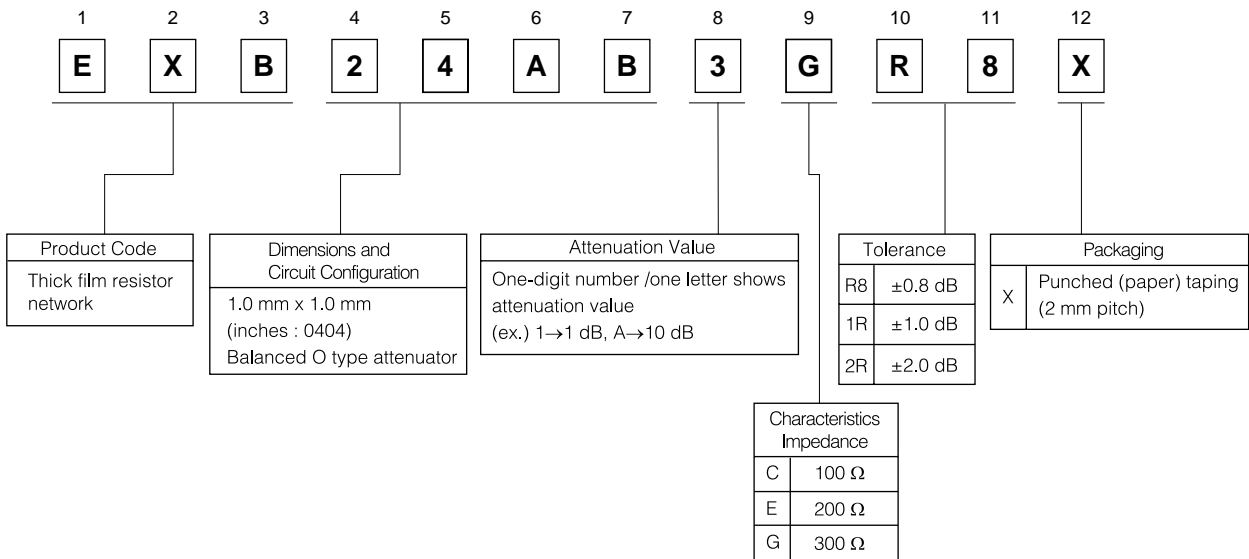 1 2 3 4 5 6 7 8 9 10 11 12
E X B 2 4 A B 3 G R 8 X
Product Code
Thick film resistor
network
Dimensions and
Circuit Configuration
1.0 mm x 1.0 mm
(inches : 0404)
Balanced O type attenuator
Attenuation Value
One-digit number /one letter shows
attenuation value
(ex.) 1→1 dB, A→10 dB
Tolerance
R8 ±0.8 dB
1R ±1.0 dB
2R ±2.0 dB
Packaging
X Punched (paper) taping
(2 mm pitch)
Characteristics
Impedance
C 100 Ω
E 200 Ω
G 300 Ω